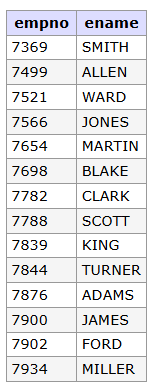 empno ename
7369 SMITH
7499 ALLEN
7521 WARD
7566 JONES
7654 MARTIN
7698 BLAKE
7782 CLARK
7788 SCOTT
7839 KING
7844 TURNER
7876 ADAMS
7900 JAMES
7902 FORD
7934 MILLER